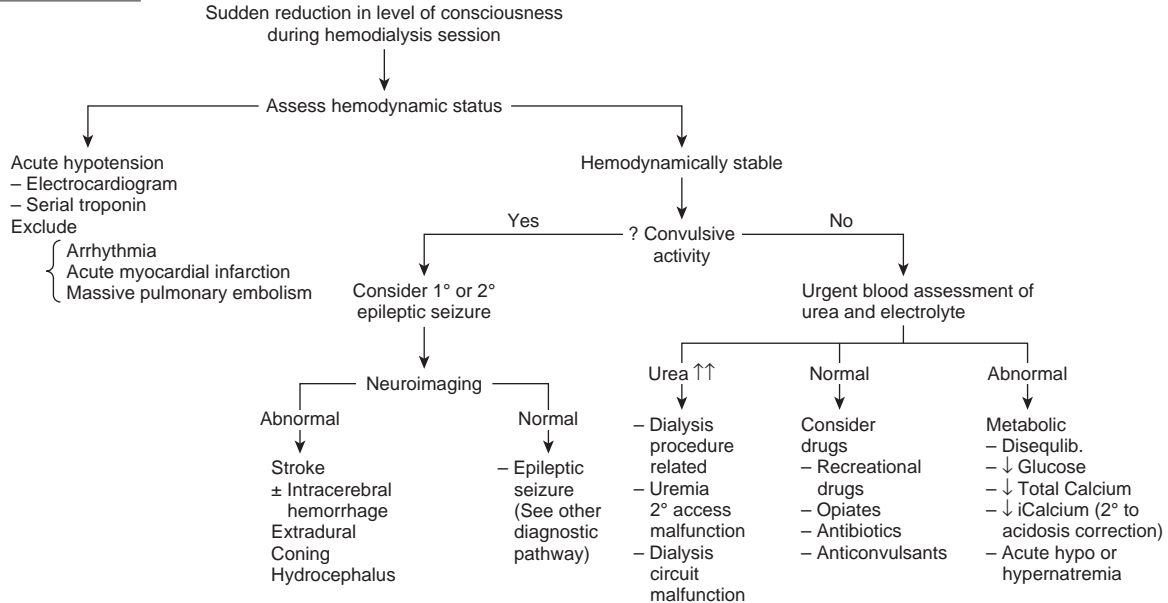 Sudden reduction in level of consciousness
during hemodialysis session
Assess hemodynamic status
Acute hypotension
– Electrocardiogram
– Serial troponin
Exclude
Arrhythmia
Acute myocardial infarction
Massive pulmonary embolism
Hemodynamically stable
Yes
? Convulsive
activity
No
Consider 1° or 2°
epileptic seizure
Neuroimaging
Abnormal
Stroke
± Intracerebral
hemorrhage
Extradural
Coning
Hydrocephalus
Normal
– Epileptic
seizure
(See other
diagnostic
pathway)
Urgent blood assessment of
urea and electrolyte
Urea ↑↑
– Dialysis
procedure
related
– Uremia
2° access
malfunction
– Dialysis
circuit
malfunction
Normal
Consider
drugs
– Recreational
drugs
– Opiates
– Antibiotics
– Anticonvulsants
Abnormal
Metabolic
– Disequlib.
– ↓ Glucose
– ↓ Total Calcium
– ↓ iCalcium (2° to
acidosis correction)
– Acute hypo or
hypernatremia